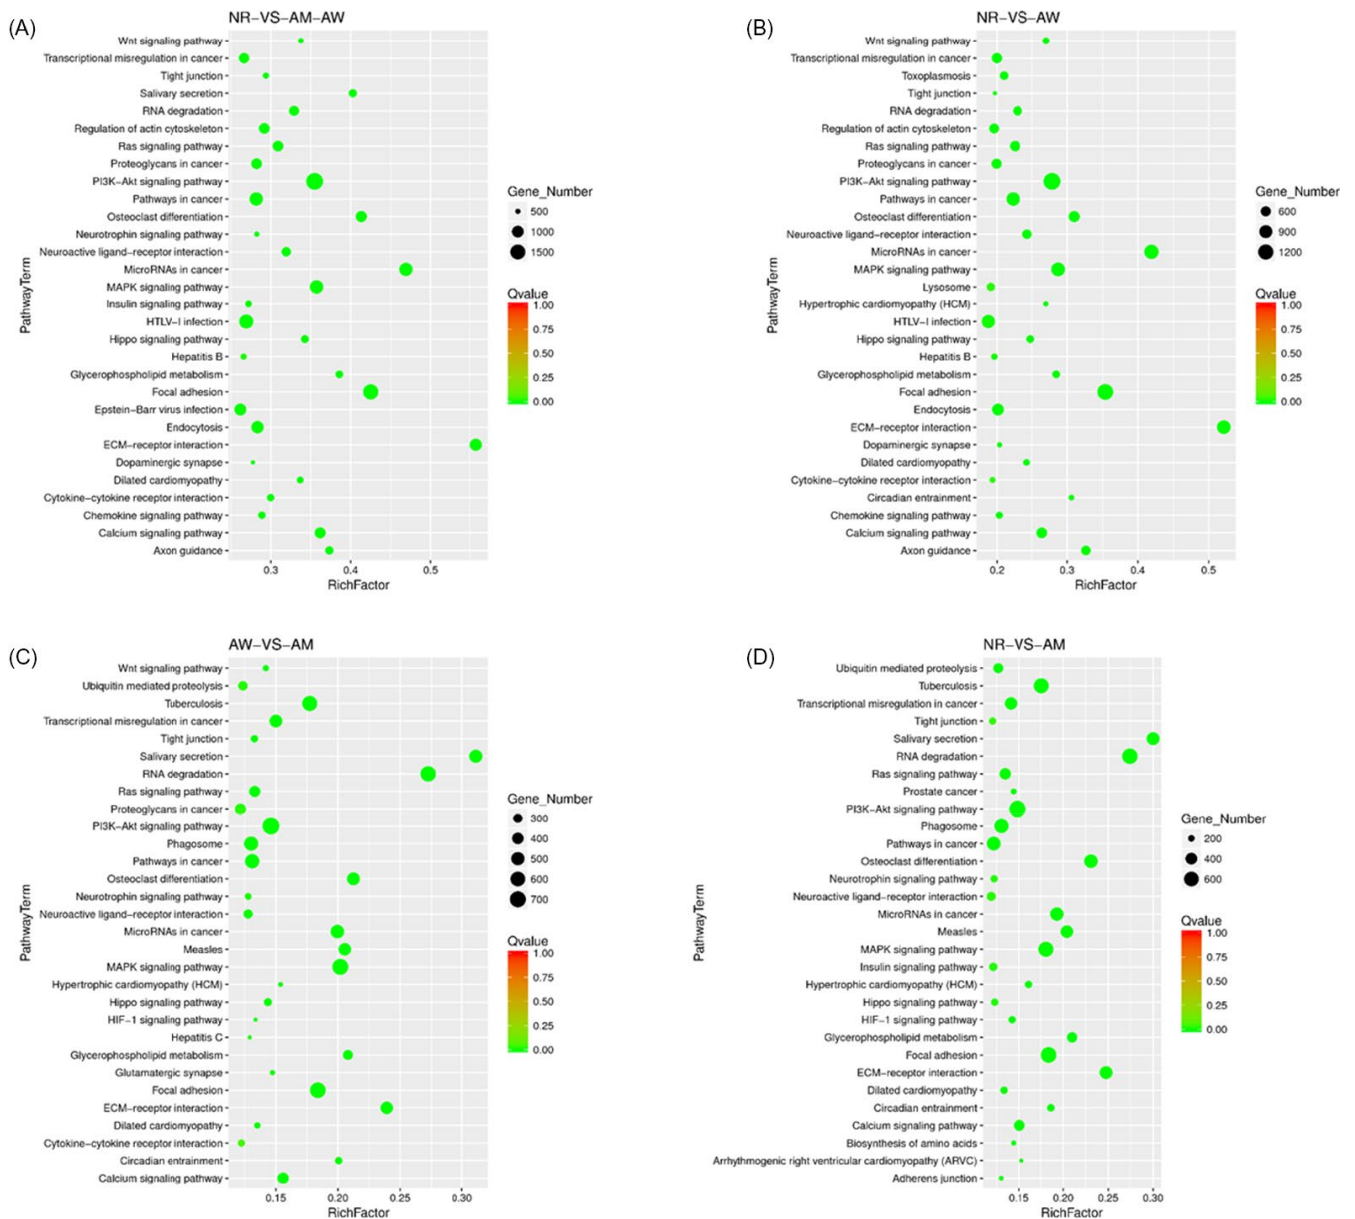 (A)
NR-VS-AM-AW
PathwayTerm
Wnt signaling pathway
Transcriptional misregulation in cancer
Tight junction
Salivary secretion
RNA degradation
Regulation of actin cytoskeleton
Ras signaling pathway
Proteoglycans in cancer
PI3K-Akt signaling pathway
Pathways in cancer
Osteoclast differentiation
Neurotrophin signaling pathway
Neuroactive ligand-receptor interaction
MicroRNAs in cancer
MAPK signaling pathway
Insulin signaling pathway
HTLV-I infection
Hippo signaling pathway
Hepatitis B
Glycerophospholipid metabolism
Focal adhesion
Epstein-Barr virus infection
Endocytosis
ECM-receptor interaction
Dopaminergic synapse
Dilated cardiomyopathy
Cytokine-cytokine receptor interaction
Chemokine signaling pathway
Calcium signaling pathway
Axon guidance
0.3 0.4 0.5
RichFactor
Gene_Number
500
1000
1500
Qvalue
1.00
0.75
0.50
0.25
0.00
(B)
NR-VS-AW
PathwayTerm
Wnt signaling pathway
Transcriptional misregulation in cancer
Toxoplasmosis
Tight junction
RNA degradation
Regulation of actin cytoskeleton
Ras signaling pathway
Proteoglycans in cancer
PI3K-Akt signaling pathway
Pathways in cancer
Osteoclast differentiation
Neuroactive ligand-receptor interaction
MicroRNAs in cancer
MAPK signaling pathway
Lysosome
Hypertrophic cardiomyopathy (HCM)
HTLV-I infection
Hippo signaling pathway
Hepatitis B
Glycerophospholipid metabolism
Focal adhesion
Endocytosis
ECM-receptor interaction
Dopaminergic synapse
Dilated cardiomyopathy
Cytokine-cytokine receptor interaction
Circadian entrainment
Chemokine signaling pathway
Calcium signaling pathway
Axon guidance
0.2 0.3 0.4 0.5
RichFactor
Gene_Number
600
900
1200
Qvalue
1.00
0.75
0.50
0.25
0.00
(C)
AW-VS-AM
PathwayTerm
Wnt signaling pathway
Ubiquitin mediated proteolysis
Tuberculosis
Transcriptional misregulation in cancer
Tight junction
Salivary secretion
RNA degradation
Ras signaling pathway
Proteoglycans in cancer
PI3K-Akt signaling pathway
Phagosome
Pathways in cancer
Osteoclast differentiation
Neurotrophin signaling pathway
Neuroactive ligand-receptor interaction
MicroRNAs in cancer
Measles
MAPK signaling pathway
Hypertrophic cardiomyopathy (HCM)
Hippo signaling pathway
HIF-1 signaling pathway
Hepatitis C
Glycerophospholipid metabolism
Glutamatergic synapse
Focal adhesion
ECM-receptor interaction
Dilated cardiomyopathy
Cytokine-cytokine receptor interaction
Circadian entrainment
Calcium signaling pathway
0.15 0.20 0.25 0.30
RichFactor
Gene_Number
300
400
500
600
700
Qvalue
1.00
0.75
0.50
0.25
0.00
(D)
NR-VS-AM
PathwayTerm
Ubiquitin mediated proteolysis
Tuberculosis
Transcriptional misregulation in cancer
Tight junction
Salivary secretion
RNA degradation
Ras signaling pathway
Prostate cancer
PI3K-Akt signaling pathway
Phagosome
Pathways in cancer
Osteoclast differentiation
Neurotrophin signaling pathway
Neuroactive ligand-receptor interaction
MicroRNAs in cancer
Measles
MAPK signaling pathway
Insulin signaling pathway
Hypertrophic cardiomyopathy (HCM)
Hippo signaling pathway
HIF-1 signaling pathway
Glycerophospholipid metabolism
Focal adhesion
ECM-receptor interaction
Dilated cardiomyopathy
Circadian entrainment
Calcium signaling pathway
Biosynthesis of amino acids
Arrhythmogenic right ventricular cardiomyopathy (ARVC)
Adherens junction
0.15 0.20 0.25 0.30
RichFactor
Gene_Number
200
400
600
Qvalue
1.00
0.75
0.50
0.25
0.00